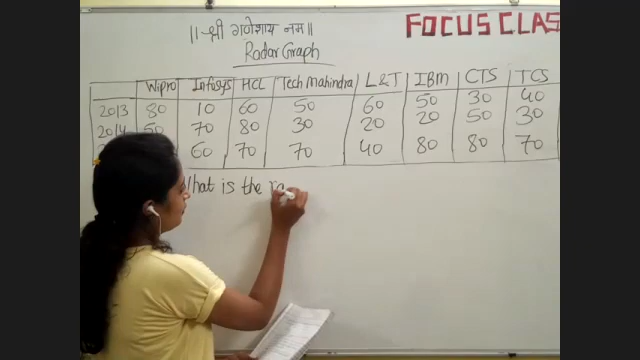 ॥ श्री गणेशाय नमः ॥
FOCUS CLAS
Radar Graph
Wipro Infosys HCL Tech Mahindra L&T IBM CTS TCS
2013 80 10 60 50 60 50 30 40
2014 50 70 80 30 20 20 50 30
60 70 70 40 80 80 70
What is the ra